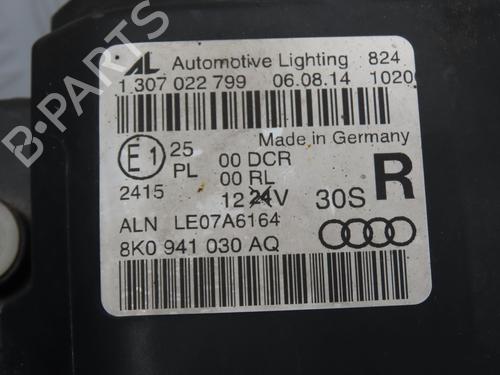 AL Automotive Lighting 824
1.307 022 799 06.08.14 1020
Made in Germany
E1 25 00 DCR
PL 00 RL
2415 12 24V 30S R
ALN LE07A6164
8K0 941 030 AQ
B-PARTS